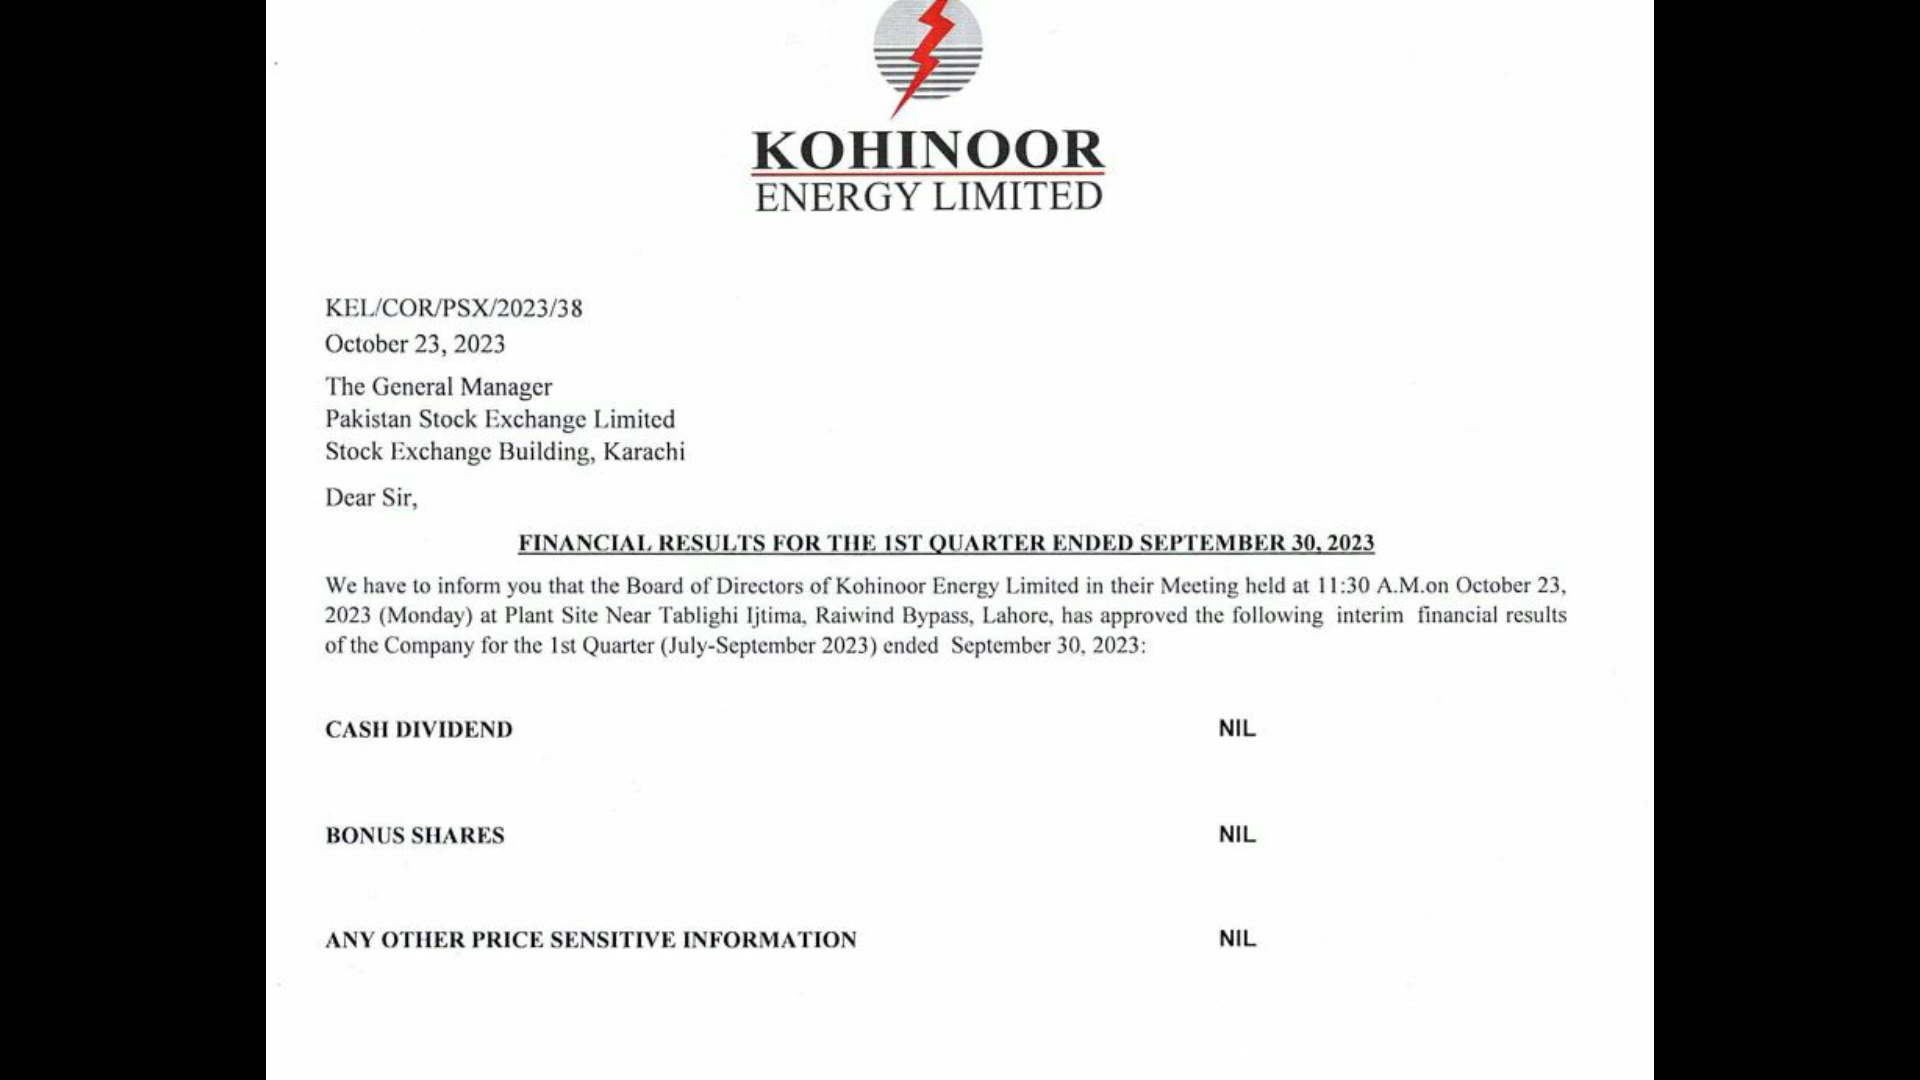 KOHINOOR
ENERGY LIMITED
KEL/COR/PSX/2023/38
October 23, 2023
The General Manager
Pakistan Stock Exchange Limited
Stock Exchange Building, Karachi
Dear Sir,
FINANCIAL RESULTS FOR THE 1ST QUARTER ENDED SEPTEMBER 30, 2023
We have to inform you that the Board of Directors of Kohinoor Energy Limited in their Meeting held at 11:30 A.M.on October 23,
2023 (Monday) at Plant Site Near Tablighi Ijtima, Raiwind Bypass, Lahore, has approved the following interim financial results
of the Company for the 1st Quarter (July-September 2023) ended September 30, 2023:
CASH DIVIDEND NIL
BONUS SHARES NIL
ANY OTHER PRICE SENSITIVE INFORMATION NIL